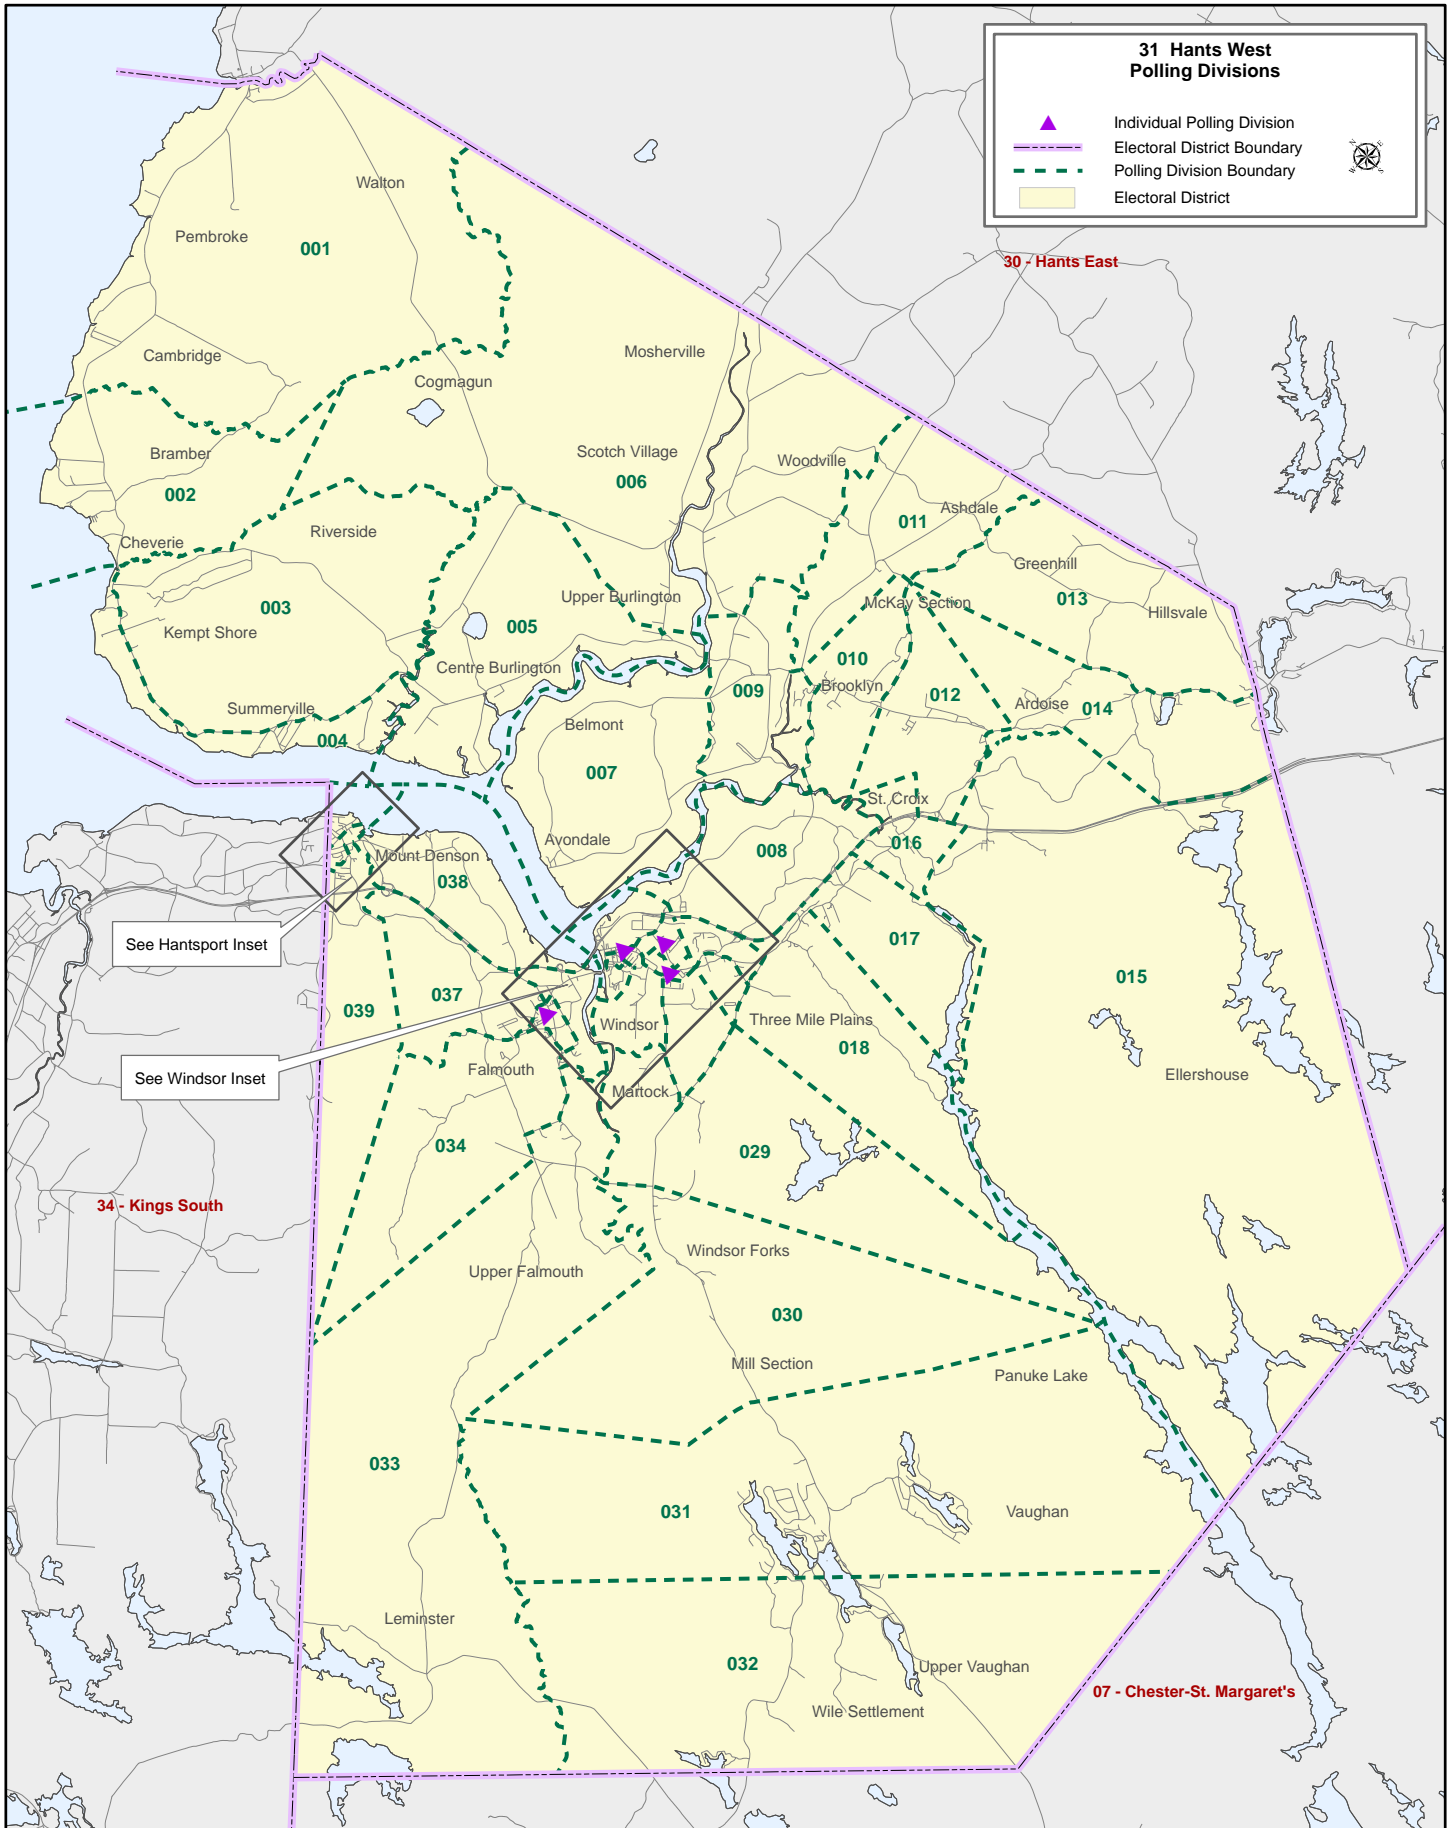 31 Hants West
Polling Divisions
Individual Polling Division
Electoral District Boundary
Polling Division Boundary
Electoral District
N
E
W
S
30 - Hants East
Walton
Pembroke
001
Cambridge
Mosherville
Cogmagun
Bramber
Scotch Village
002
006
Woodville
Ashdale
011
Riverside
Cheverie
Greenhill
003
Upper Burlington
McKay Section
013
Hillsvale
Kempt Shore
005
Centre Burlington
010
Brooklyn
009
012
Summerville
Belmont
Ardoise
014
004
007
St. Croix
Avondale
008
016
Mount Denson
038
See Hantsport Inset
017
015
037
039
Windsor
Three Mile Plains
018
Falmouth
See Windsor Inset
Martock
Ellershouse
034
029
34 - Kings South
Windsor Forks
Upper Falmouth
030
Mill Section
Panuke Lake
033
031
Vaughan
Leminster
032
Upper Vaughan
07 - Chester-St. Margaret's
Wile Settlement